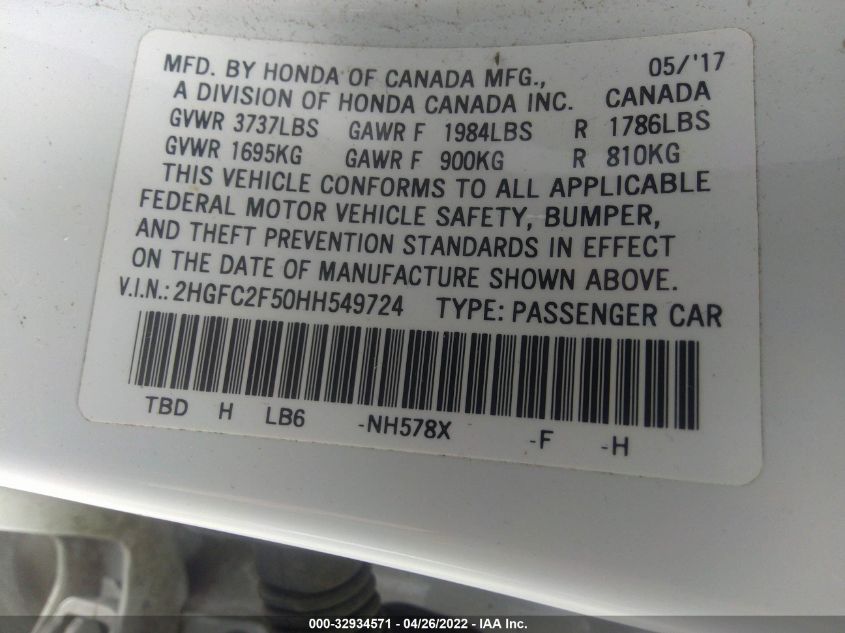 MFD. BY HONDA OF CANADA MFG., 05/'17
A DIVISION OF HONDA CANADA INC. CANADA
GVWR 3737LBS GAWR F 1984LBS R 1786LBS
GVWR 1695KG GAWR F 900KG R 810KG
THIS VEHICLE CONFORMS TO ALL APPLICABLE
FEDERAL MOTOR VEHICLE SAFETY, BUMPER,
AND THEFT PREVENTION STANDARDS IN EFFECT
ON THE DATE OF MANUFACTURE SHOWN ABOVE.
V.I.N.: 2HGFC2F50HH549724 TYPE: PASSENGER CAR
TBD H LB6 -NH578X -F -H
000-32934571 - 04/26/2022 - IAA Inc.